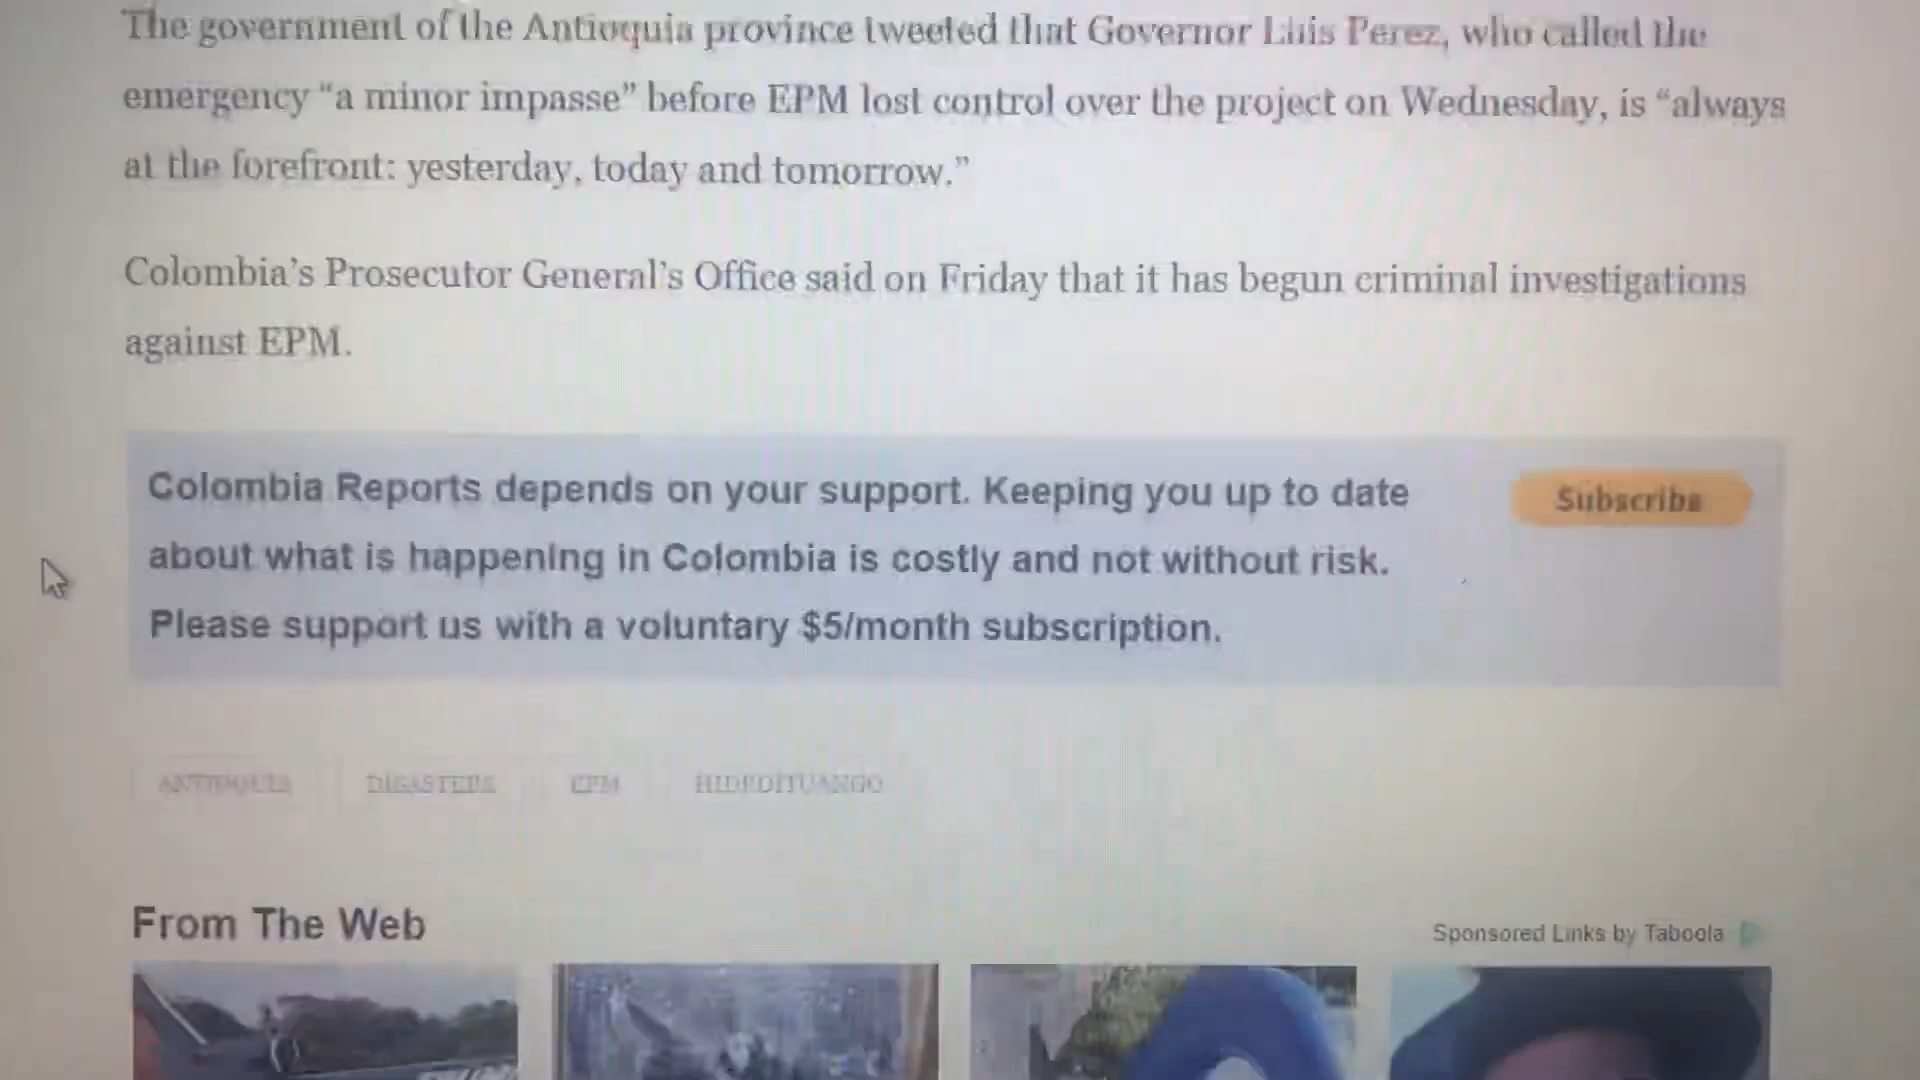 The government of the Antioquia province tweeted that Governor Luis Perez, who called the
emergency “a minor impasse” before EPM lost control over the project on Wednesday, is “always
at the forefront: yesterday, today and tomorrow.”
Colombia’s Prosecutor General’s Office said on Friday that it has begun criminal investigations
against EPM.
Colombia Reports depends on your support. Keeping you up to date
about what is happening in Colombia is costly and not without risk.
Please support us with a voluntary $5/month subscription.
Subscribe
ANTIOQUIA DISASTERS EPM HIDROITUANGO
From The Web
Sponsored Links by Taboola